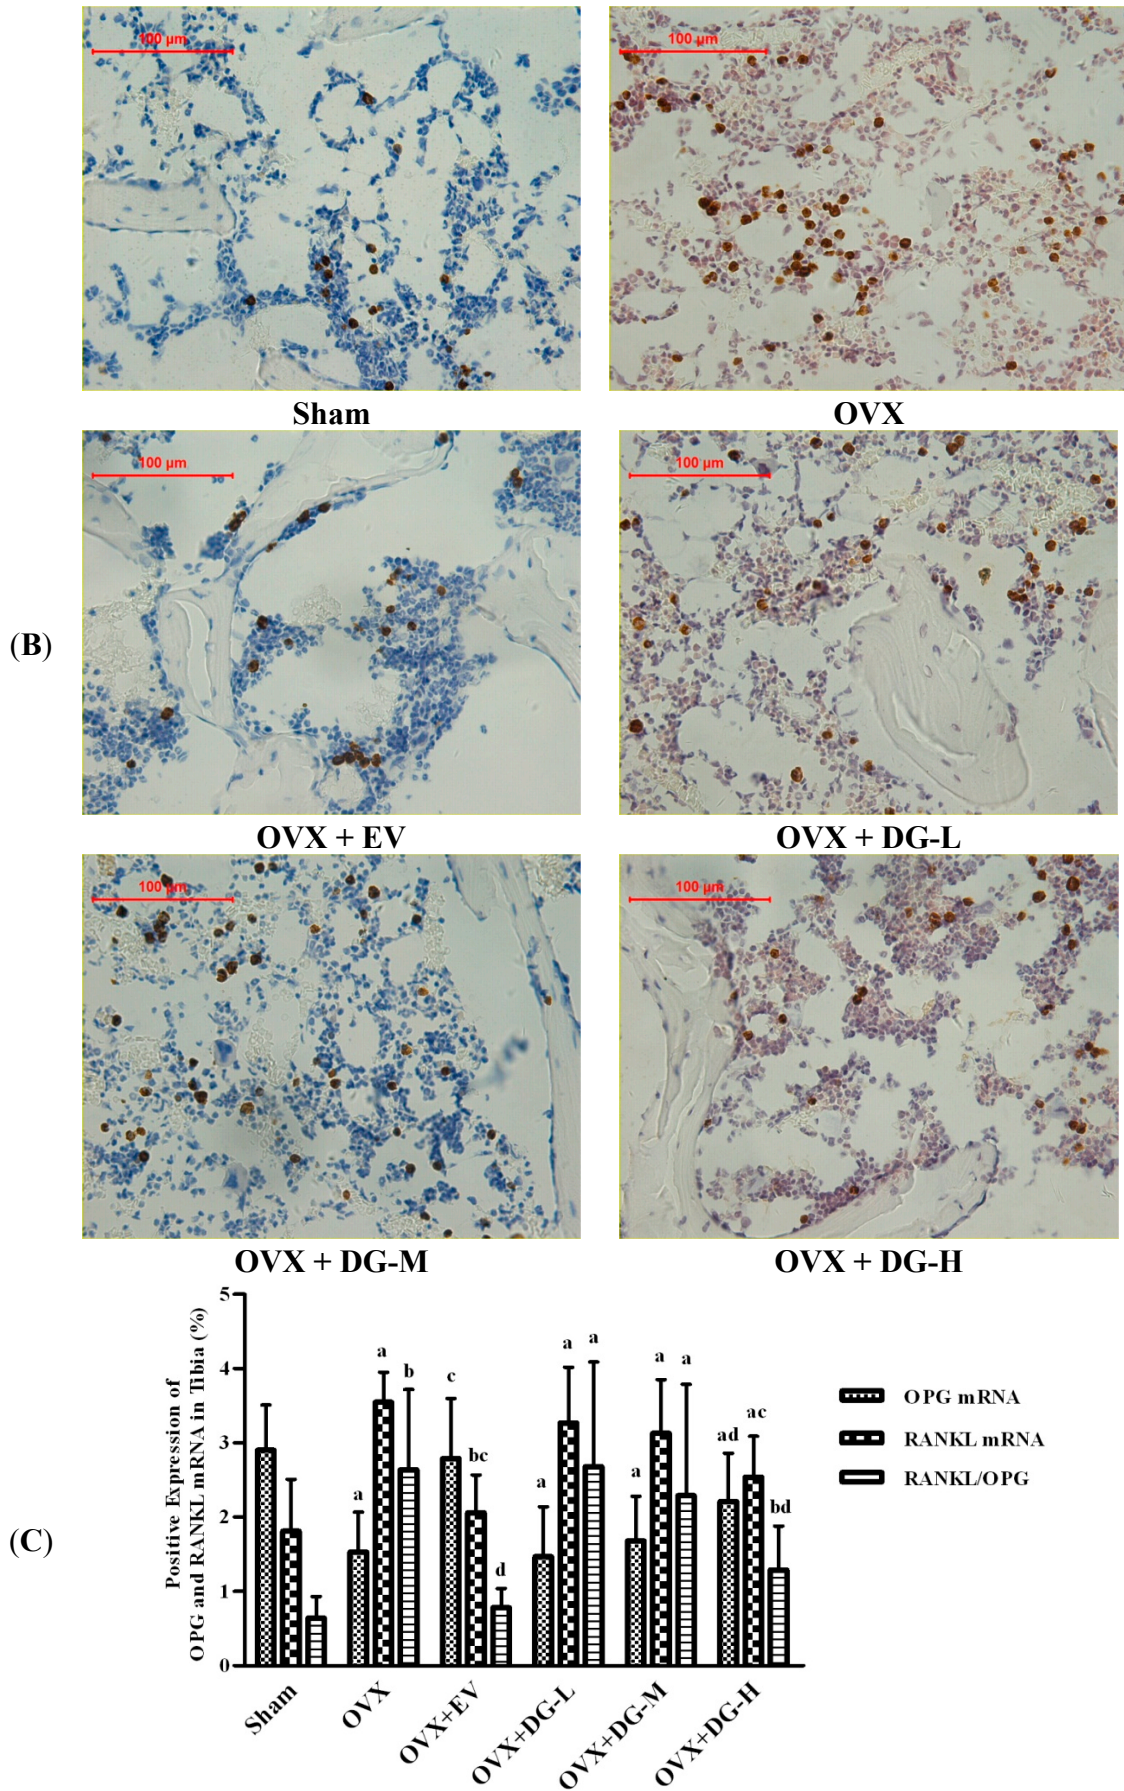 100 µm
100 µm
Sham
OVX
100 µm
100 µm
(B)
OVX + EV
OVX + DG-L
100 µm
100 µm
OVX + DG-M
OVX + DG-H
(C)
Positive Expression of
OPG and RANKL mRNA in Tibia (%)
5
4
3
2
1
0
a
a
b
c
bc
d
a
a
a
a
a
a
ad
ac
bd
OPG mRNA
RANKL mRNA
RANKL/OPG
Sham
OVX
OVX+EV
OVX+DG-L
OVX+DG-M
OVX+DG-H